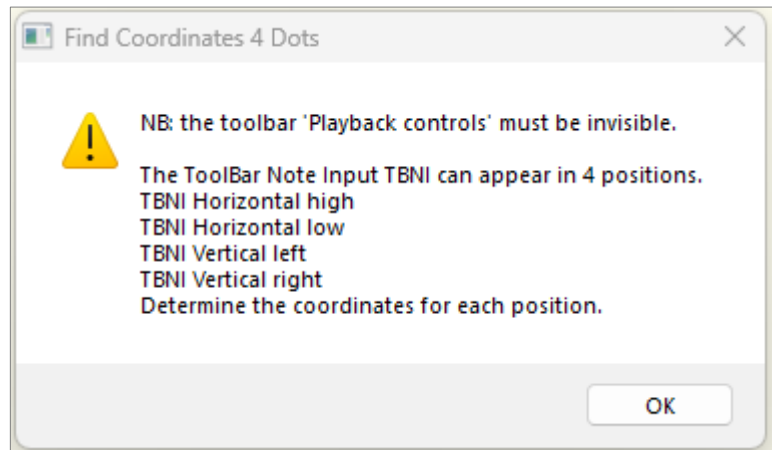 Find Coordinates 4 Dots
NB: the toolbar 'Playback controls' must be invisible.
The ToolBar Note Input TBNI can appear in 4 positions.
TBNI Horizontal high
TBNI Horizontal low
TBNI Vertical left
TBNI Vertical right
Determine the coordinates for each position.
OK